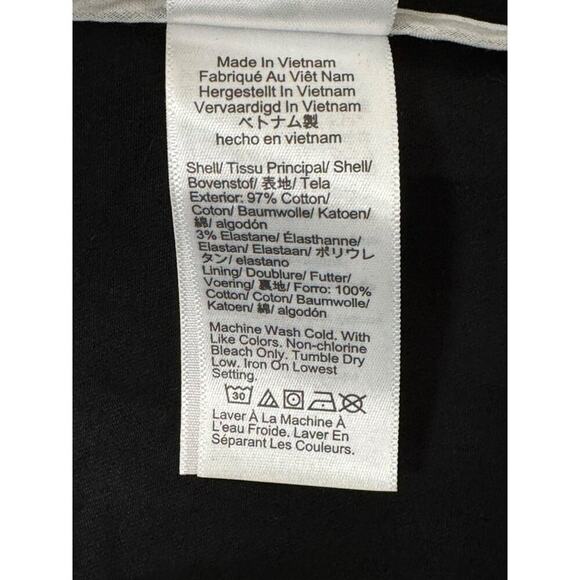 Made In Vietnam
Fabriqué Au Viêt Nam
Hergestellt In Vietnam
Vervaardigd In Vietnam
ベトナム製
hecho en vietnam
Shell/ Tissu Principal/ Shell/
Bovenstof/ 表地/ Tela
Exterior: 97% Cotton/
Coton/ Baumwolle/ Katoen/
綿/ algodón
3% Elastane/ Élasthanne/
Elastan/ Elastaan/ ポリウレ
タン/ elastano
Lining/ Doublure/ Futter/
Voering/ 裏地/ Forro: 100%
Cotton/ Coton/ Baumwolle/
Katoen/ 綿/ algodón
Machine Wash Cold. With
Like Colors. Non-chlorine
Bleach Only. Tumble Dry
Low. Iron On Lowest
Setting.
30
Laver À La Machine À
L'eau Froide. Laver En
Séparant Les Couleurs.